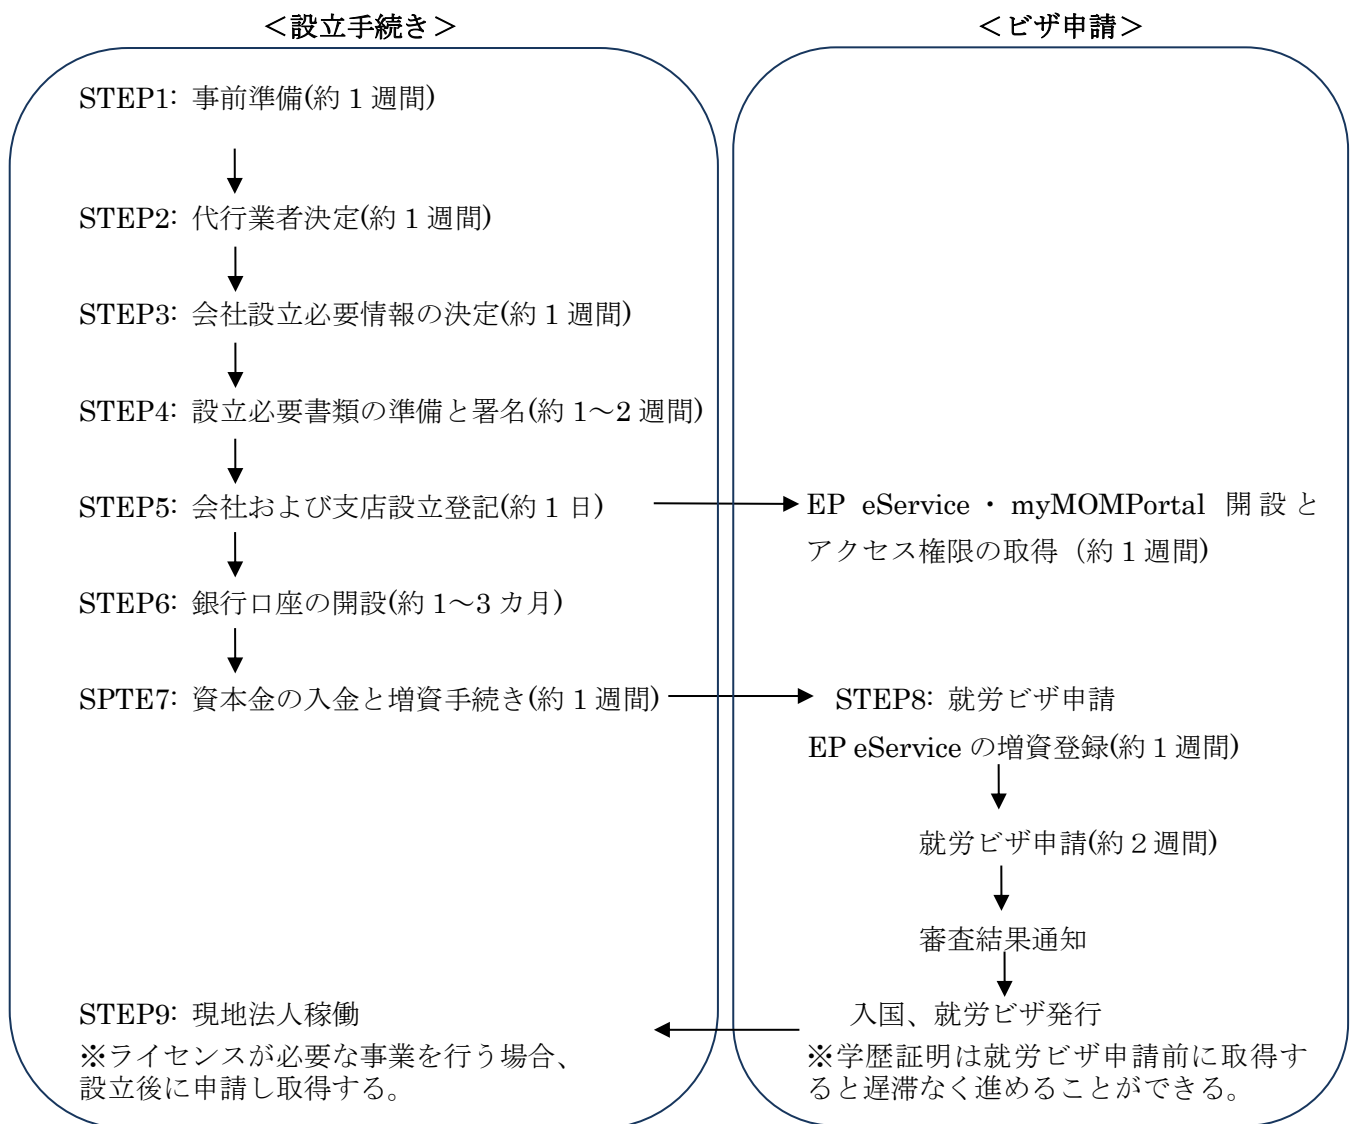 ＜設立手続き＞
STEP1: 事前準備(約 1 週間)
STEP2: 代行業者決定(約 1 週間)
STEP3: 会社設立必要情報の決定(約 1 週間)
STEP4: 設立必要書類の準備と署名(約 1～2 週間)
STEP5: 会社および支店設立登記(約 1 日)
STEP6: 銀行口座の開設(約 1～3 カ月)
SPTE7: 資本金の入金と増資手続き(約 1 週間)
STEP9: 現地法人稼働
※ライセンスが必要な事業を行う場合、
設立後に申請し取得する。
＜ビザ申請＞
EP eService・myMOMPortal 開設と
アクセス権限の取得（約 1 週間）
STEP8: 就労ビザ申請
EP eService の増資登録(約 1 週間)
就労ビザ申請(約 2 週間)
審査結果通知
入国、就労ビザ発行
※学歴証明は就労ビザ申請前に取得す
ると遅滞なく進めることができる。